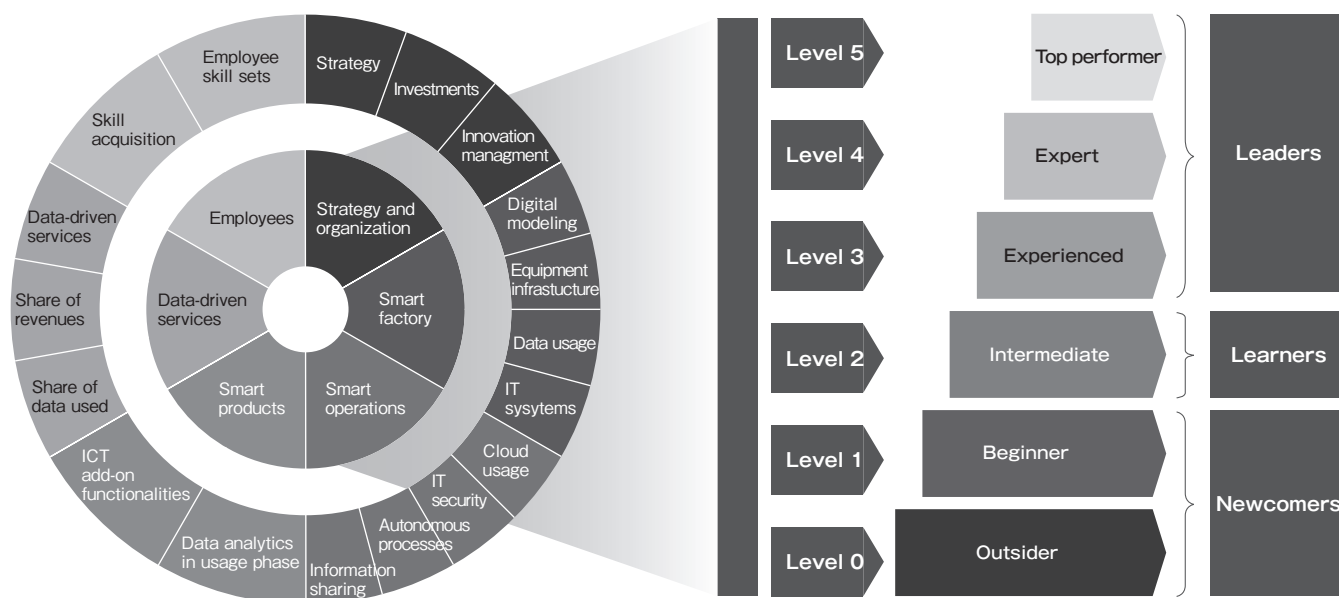 Strategy
Investments
Innovation
managment
Digital
modeling
Equipment
infrastucture
Data usage
IT
sysytems
Cloud
usage
IT
security
Autonomous
processes
Information
sharing
Data analytics
in usage phase
ICT
add-on
functionalities
Share of
data used
Share of
revenues
Data-driven
services
Skill
acquisition
Employee
skill sets
Strategy and
organization
Smart
factory
Smart
operations
Smart
products
Data-driven
services
Employees
Level 5
Top performer
Level 4
Expert
Level 3
Experienced
Leaders
Level 2
Intermediate
Learners
Level 1
Beginner
Level 0
Outsider
Newcomers